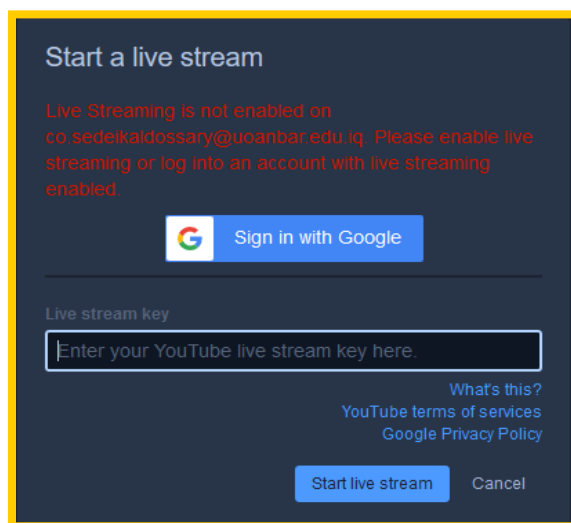 Start a live stream
Live Streaming is not enabled on
co.sedeikaldossary@uoanbar.edu.iq. Please enable live
streaming or log into an account with live streaming
enabled.
Sign in with Google
Live stream key
Enter your YouTube live stream key here.
What's this?
YouTube terms of services
Google Privacy Policy
Start live stream
Cancel